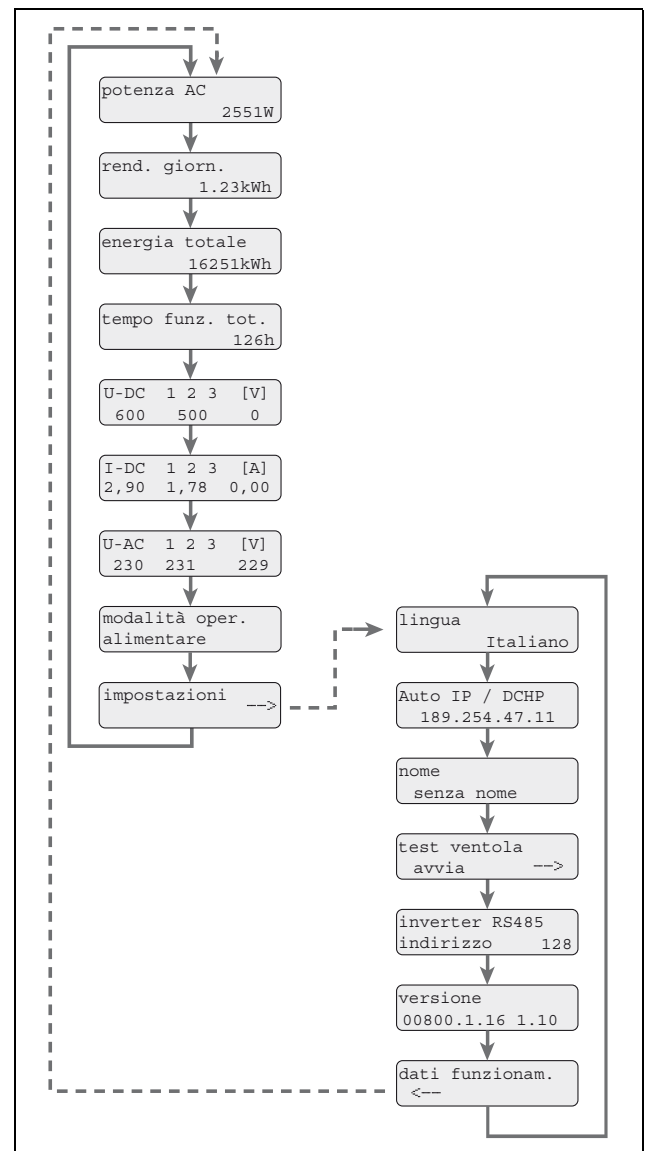 potenza AC
2551W
rend. giorn.
1.23kWh
energia totale
16251kWh
tempo funz. tot.
126h
U-DC 1 2 3 [V]
600 500 0
I-DC 1 2 3 [A]
2,90 1,78 0,00
U-AC 1 2 3 [V]
230 231 229
modalità oper.
alimentare
impostazioni -->
lingua
Italiano
Auto IP / DCHP
189.254.47.11
nome
senza nome
test ventola
avvia -->
inverter RS485
indirizzo 128
versione
00800.1.16 1.10
dati funzionam.
<--